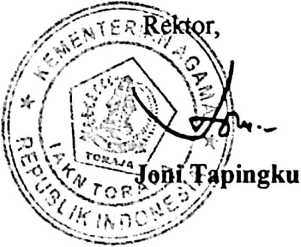 Rektor,
KEMENTERIAN AGAMA
TORAJA
IAKN TORAJA
REPUBLIK INDONESIA
Joni Tapingku